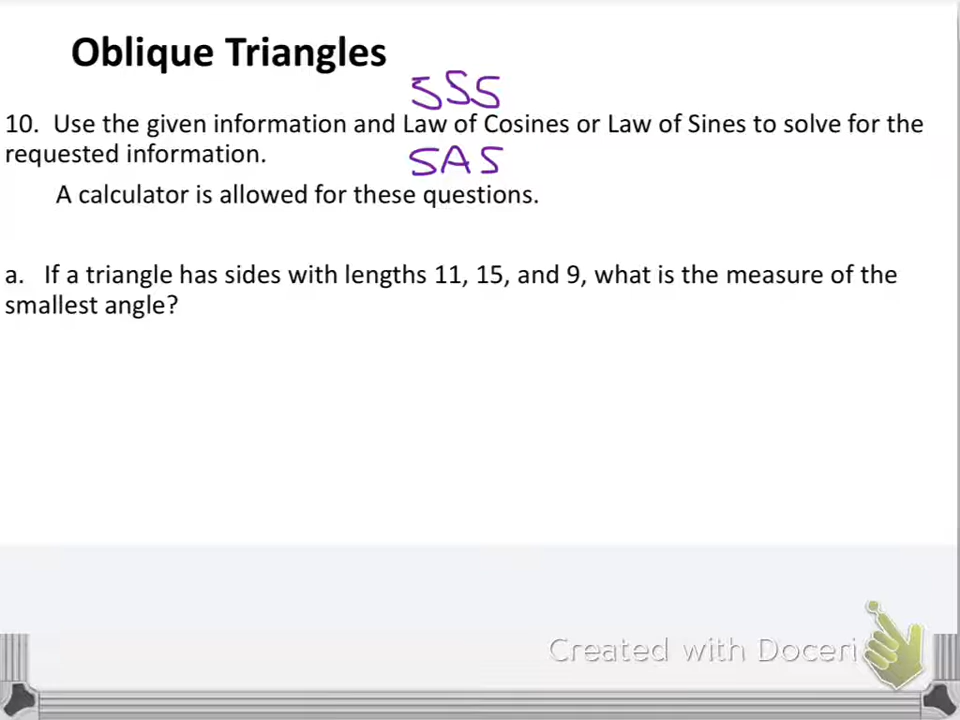 Oblique Triangles
SSS
10. Use the given information and Law of Cosines or Law of Sines to solve for the
requested information.
SAS
A calculator is allowed for these questions.
a. If a triangle has sides with lengths 11, 15, and 9, what is the measure of the
smallest angle?
Created with Doceri